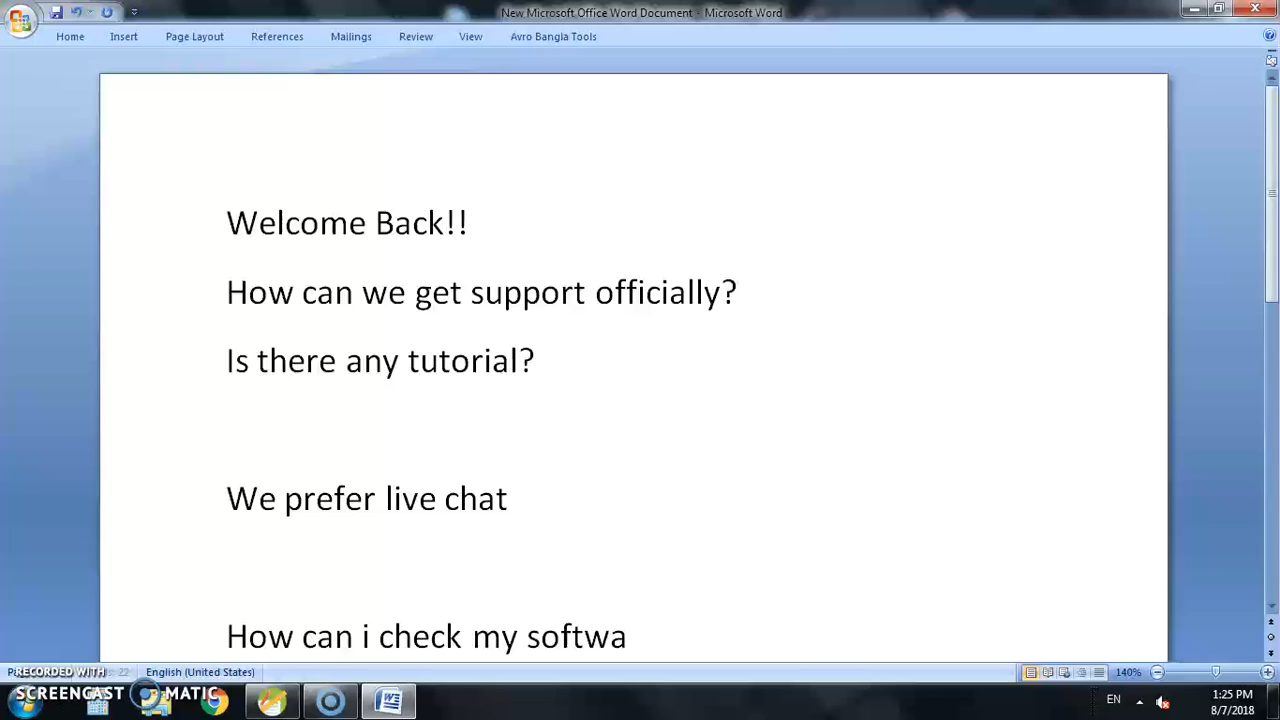 New Microsoft Office Word Document - Microsoft Word
Home Insert Page Layout References Mailings Review View Avro Bangla Tools
Welcome Back!!
How can we get support officially?
Is there any tutorial?
We prefer live chat
How can i check my softwa
22 English (United States) 140%
RECORDED WITH
SCREENCAST MATIC
EN 1:25 PM
8/7/2018